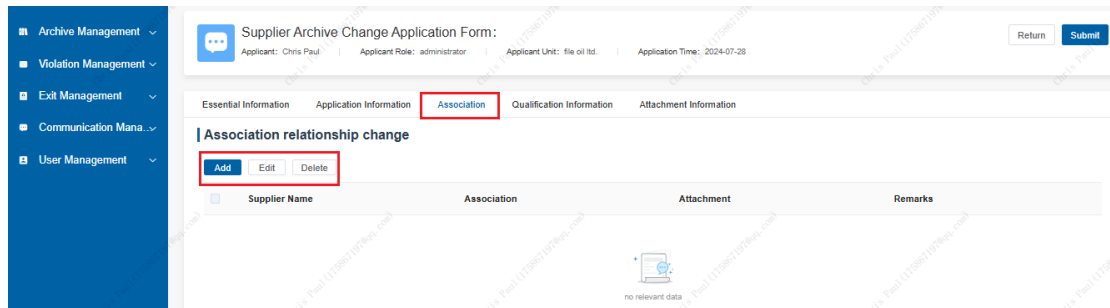 Archive Management
Violation Management
Exit Management
Communication Mana..
User Management
Supplier Archive Change Application Form:
Applicant: Chris Paul Applicant Role: administrator Applicant Unit: file oil ltd. Application Time: 2024-07-28
Return Submit
Essential Information Application Information Association Qualification Information Attachment Information
Association relationship change
Add Edit Delete
Supplier Name Association Attachment Remarks
no relevant data